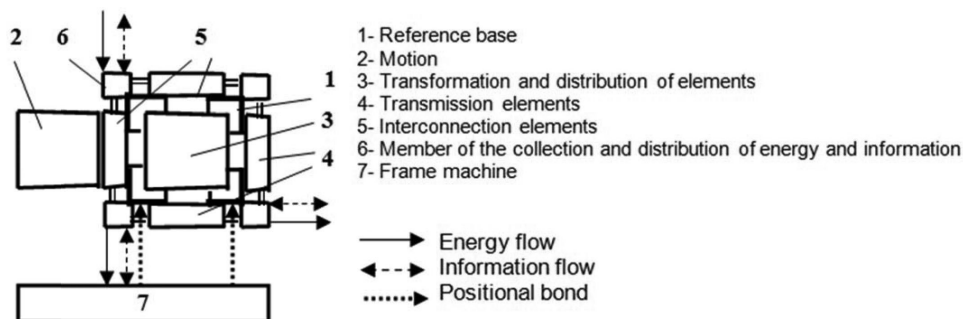 2 6 5
1
3
4
7
1- Reference base
2- Motion
3- Transformation and distribution of elements
4- Transmission elements
5- Interconnection elements
6- Member of the collection and distribution of energy and information
7- Frame machine
Energy flow
Information flow
Positional bond